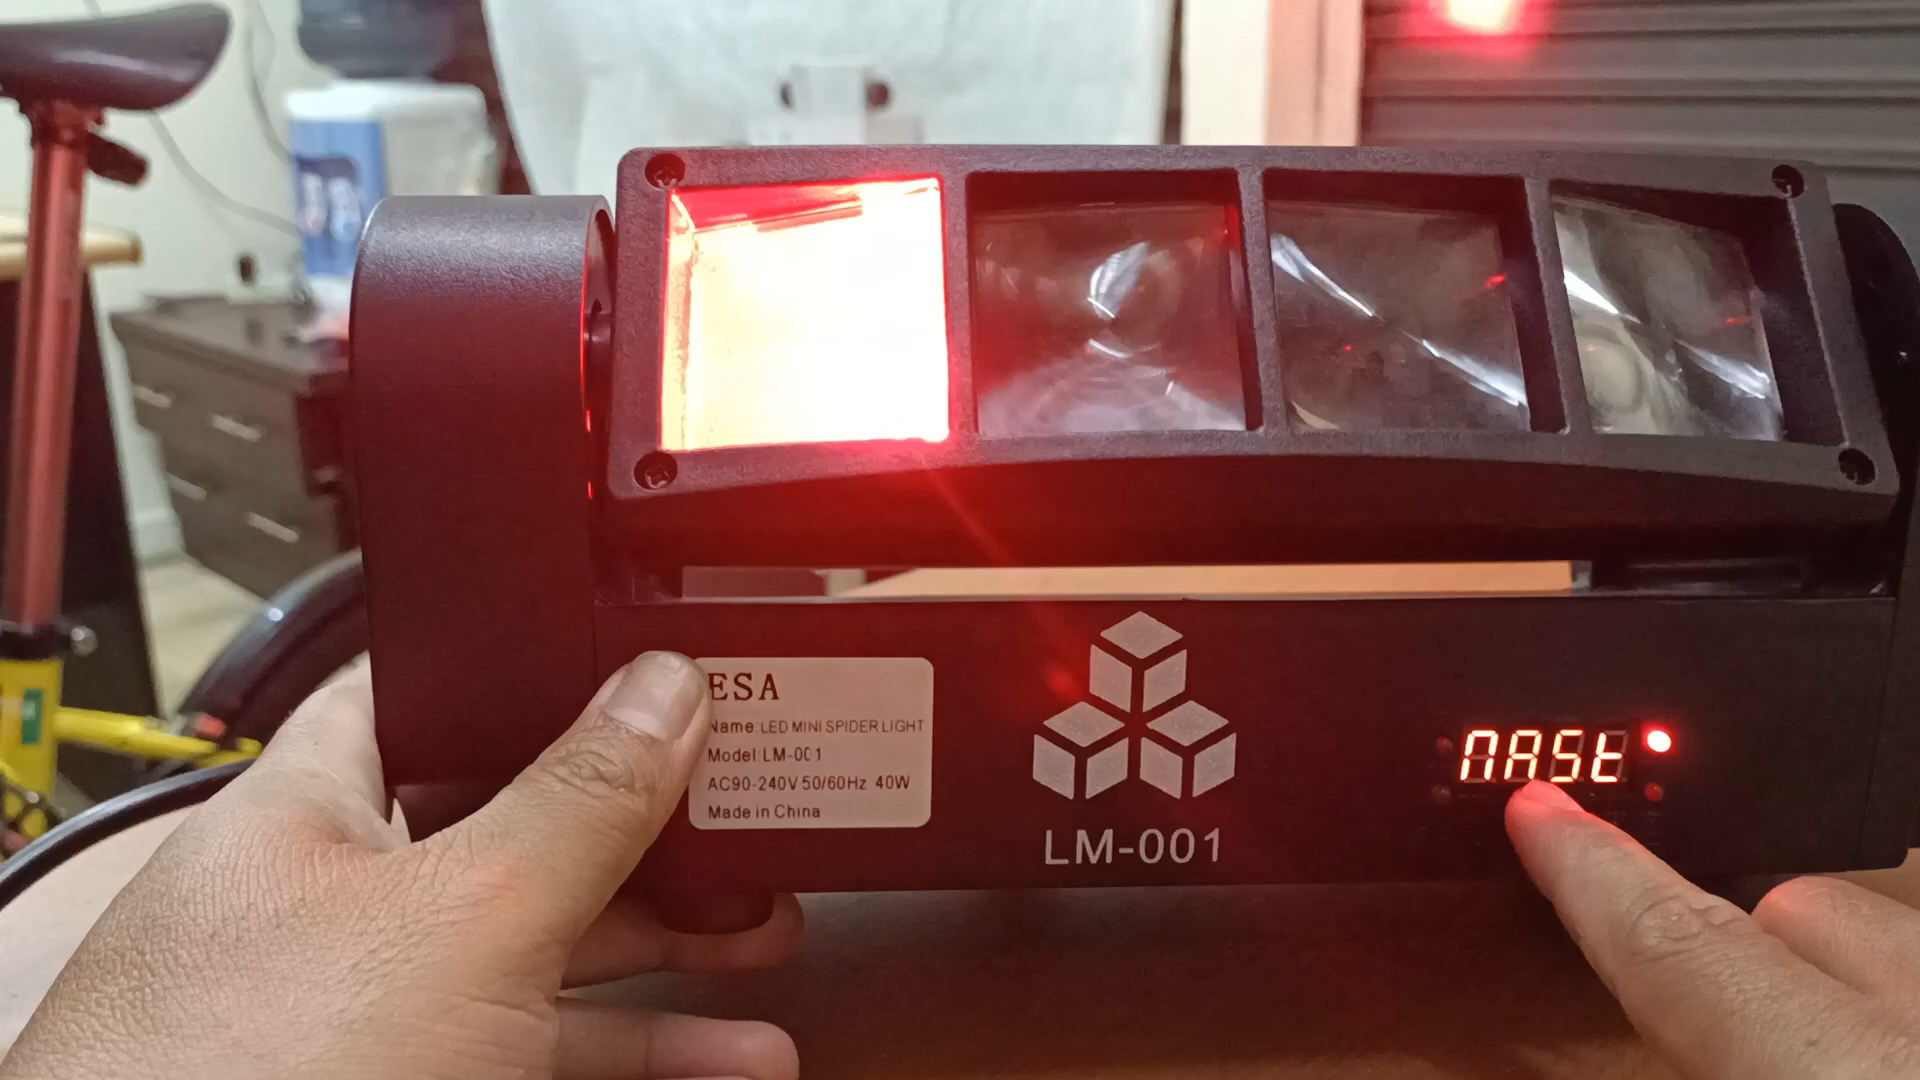 ESA
Name:LED MINI SPIDER LIGHT
Model:LM-001
AC90-240V 50/60Hz 40W
Made in China
LM-001
NASt